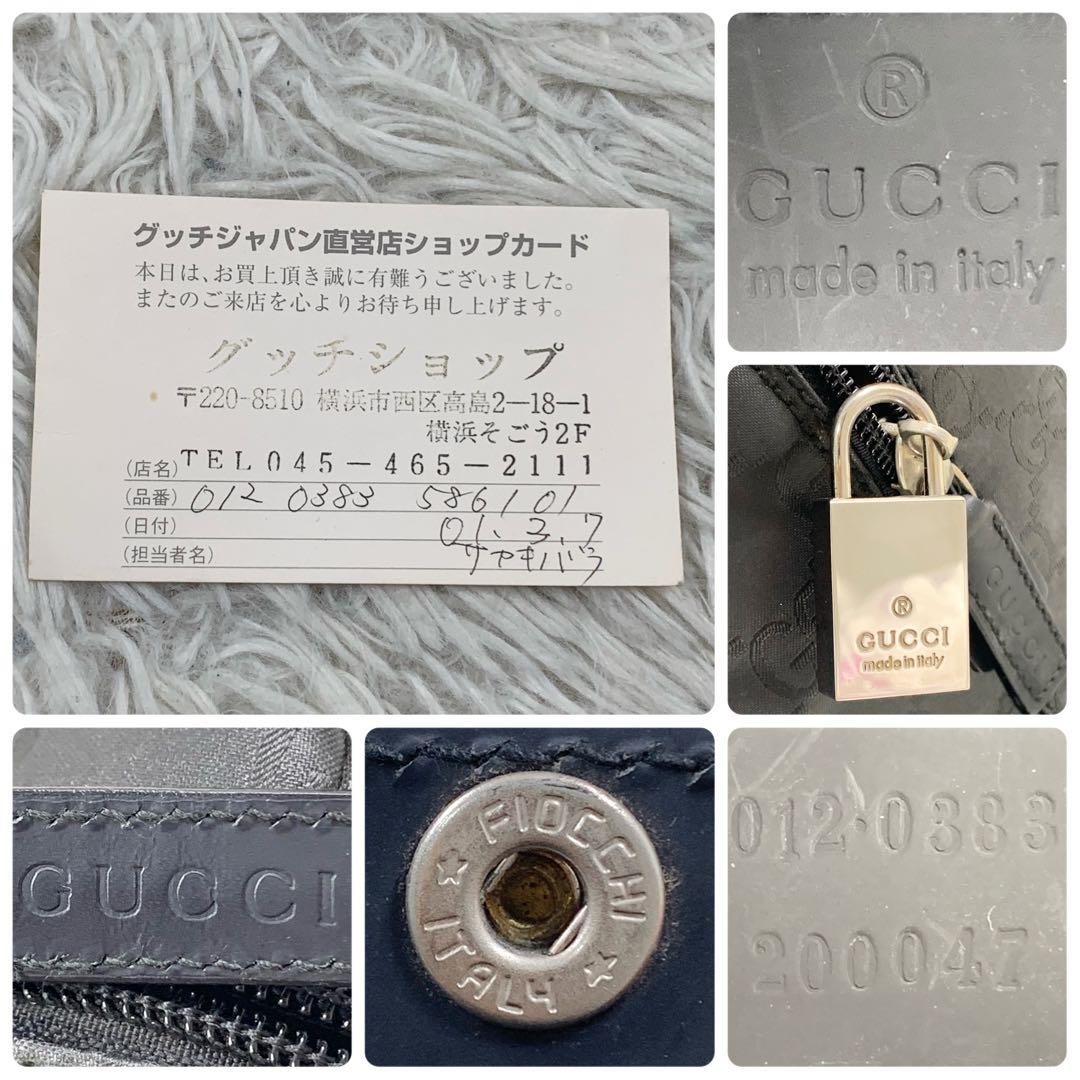 グッチジャパン直営店ショップカード
本日は、お買上頂き誠に有難うございました。
またのご来店を心よりお待ち申し上げます。
グッチショップ
〒220-8510 横浜市西区高島2-18-1
横浜そごう2F
(店名) TEL045-465-2111
(品番) 012 0383 586101
(日付) 01.3.7
(担当者名) サカキバラ
®
GUCCI
made in italy
®
GUCCI
made in italy
GUCCI
GUCCI
FIOCCHI
ITALY
012·0383
200047